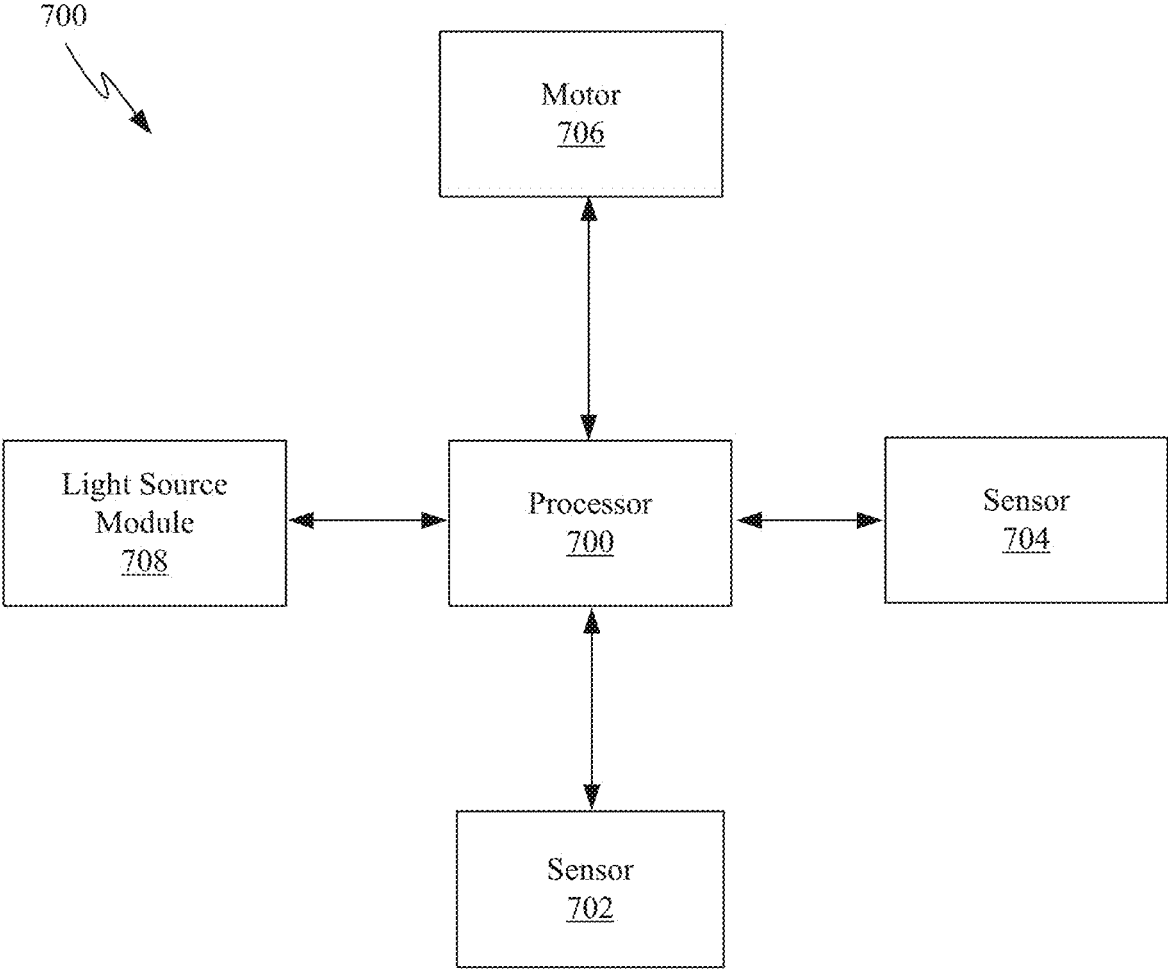 700
Motor
706
Light Source
Module
708
Processor
700
Sensor
704
Sensor
702